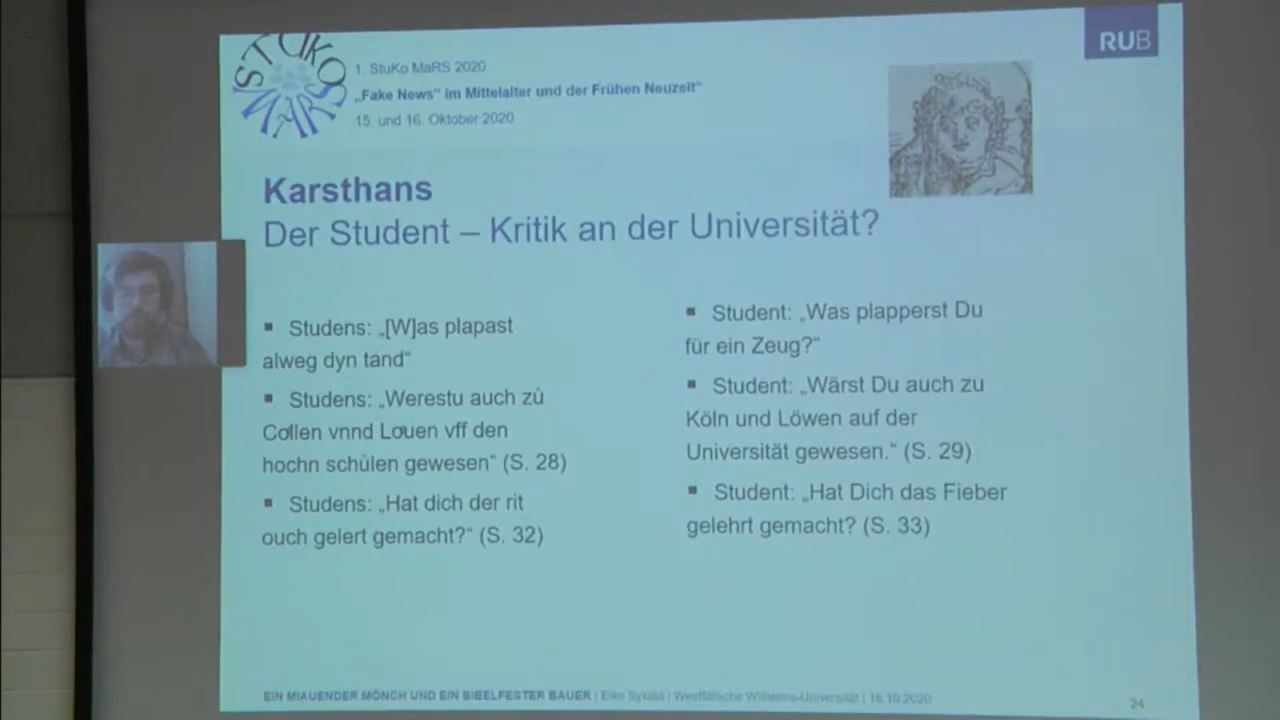 STUKO
MARS
1. StuKo MaRS 2020
„Fake News“ im Mittelalter und der Frühen Neuzeit“
15. und 16. Oktober 2020
RUB
Karsthans
Der Student – Kritik an der Universität?
▪ Studens: „[W]as plapast
alweg dyn tand“
▪ Studens: „Werestu auch zů
Collen vnnd Louen vff den
hochn schůlen gewesen“ (S. 28)
▪ Studens: „Hat dich der rit
ouch gelert gemacht?“ (S. 32)
▪ Student: „Was plapperst Du
für ein Zeug?“
▪ Student: „Wärst Du auch zu
Köln und Löwen auf der
Universität gewesen.“ (S. 29)
▪ Student: „Hat Dich das Fieber
gelehrt gemacht? (S. 33)
EIN MIAUENDER MÖNCH UND EIN BIBELFESTER BAUER | | Westfälische Wilhelms-Universität | 16.10.2020
24